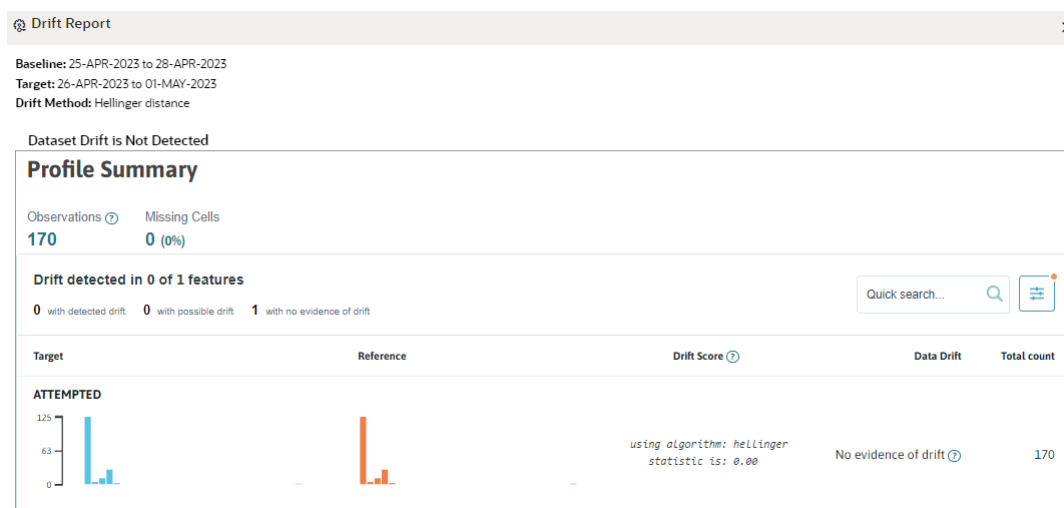 Drift Report
Baseline: 25-APR-2023 to 28-APR-2023
Target: 26-APR-2023 to 01-MAY-2023
Drift Method: Hellinger distance
Dataset Drift is Not Detected
Profile Summary
Observations ? Missing Cells
170 0 (0%)
Drift detected in 0 of 1 features
0 with detected drift 0 with possible drift 1 with no evidence of drift
Quick search...
Target Reference Drift Score ? Data Drift Total count
ATTEMPTED
125
63
0
using algorithm: hellinger
statistic is: 0.00
No evidence of drift ? 170